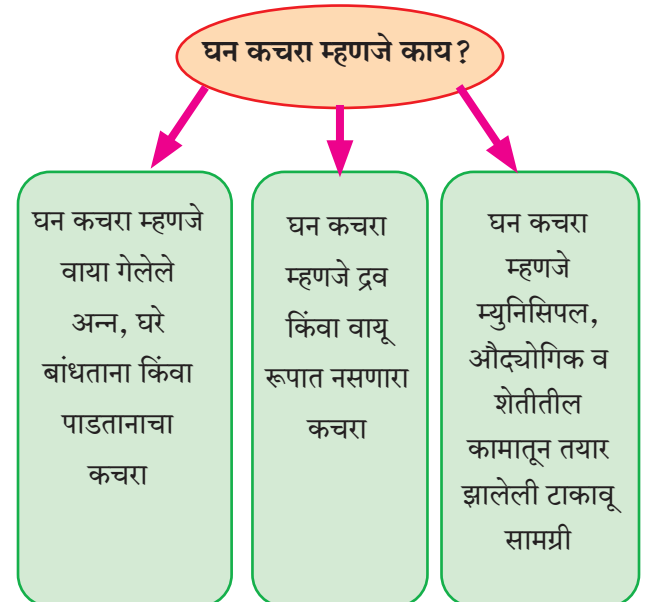 घन कचरा म्हणजे काय?
घन कचरा म्हणजे
वाया गेलेले
अन्न, घरे
बांधताना किंवा
पाडतानाचा
कचरा
घन कचरा
म्हणजे द्रव
किंवा वायू
रूपात नसणारा
कचरा
घन कचरा
म्हणजे
म्युनिसिपल,
औद्योगिक व
शेतीतील
कामातून तयार
झालेली टाकावू
सामग्री